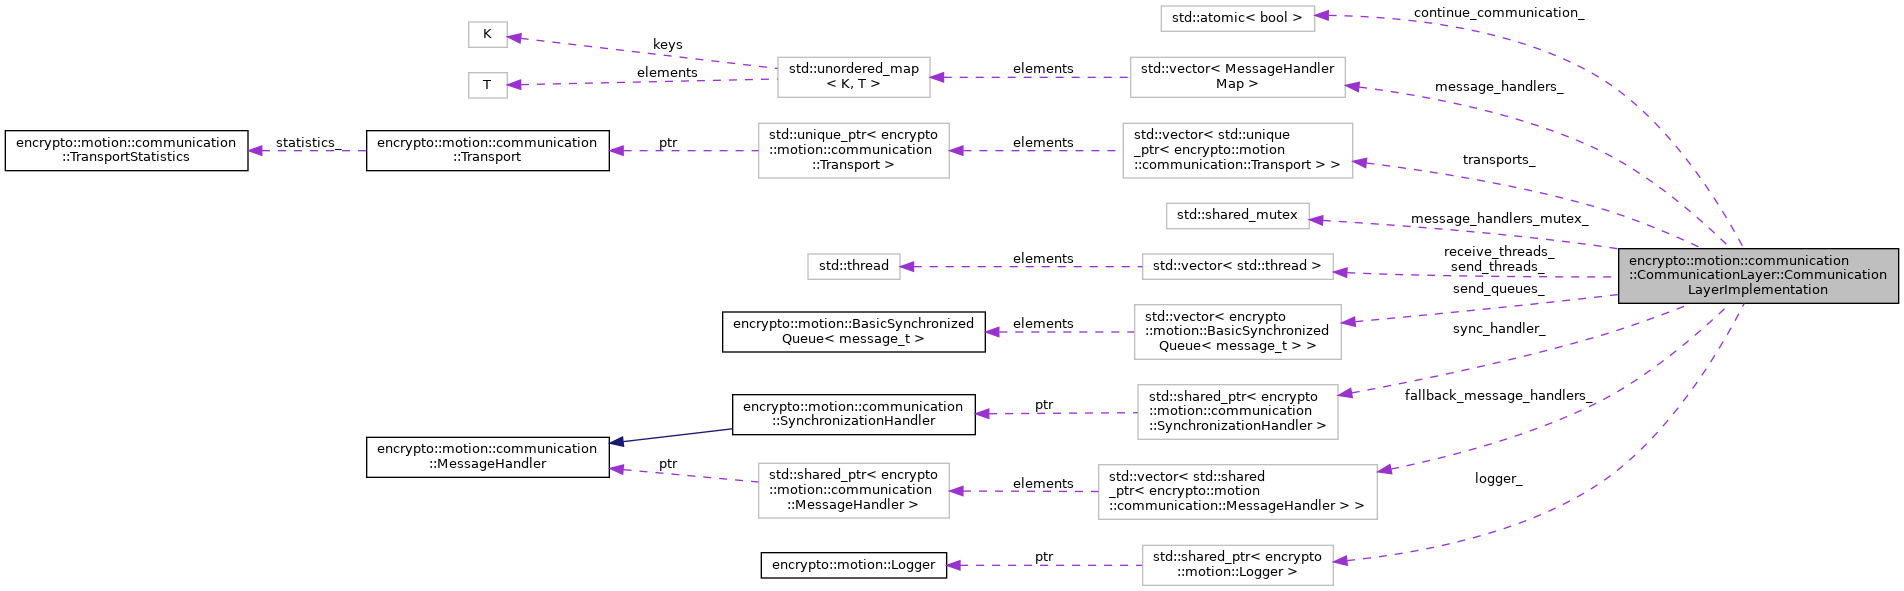 continue_communication_
std::atomic< bool >
K
keys
std::unordered_map
< K, T >
elements
std::vector< MessageHandler
Map >
message_handlers_
T
elements
encrypto::motion::communication
::TransportStatistics
statistics_
encrypto::motion::communication
::Transport
ptr
std::unique_ptr< encrypto
::motion::communication
::Transport >
elements
std::vector< std::unique
_ptr< encrypto::motion
::communication::Transport > >
transports_
std::shared_mutex
message_handlers_mutex_
std::thread
elements
std::vector< std::thread >
receive_threads_
send_threads_
encrypto::motion::communication
::CommunicationLayer::Communication
LayerImplementation
encrypto::motion::BasicSynchronized
Queue< message_t >
elements
std::vector< encrypto
::motion::BasicSynchronized
Queue< message_t > >
send_queues_
encrypto::motion::communication
::SynchronizationHandler
ptr
std::shared_ptr< encrypto
::motion::communication
::SynchronizationHandler >
sync_handler_
encrypto::motion::communication
::MessageHandler
ptr
std::shared_ptr< encrypto
::motion::communication
::MessageHandler >
elements
std::vector< std::shared
_ptr< encrypto::motion
::communication::MessageHandler > >
fallback_message_handlers_
encrypto::motion::Logger
ptr
std::shared_ptr< encrypto
::motion::Logger >
logger_